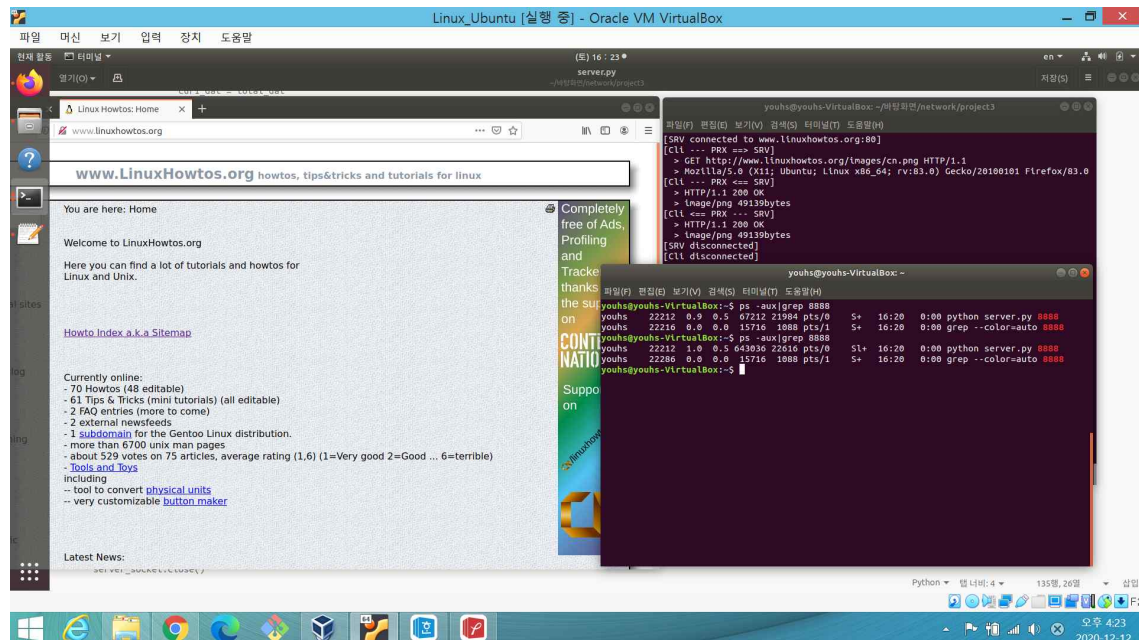 Linux_Ubuntu [실행 중] - Oracle VM VirtualBox
파일 머신 보기 입력 장치 도움말
현재 활동 터미널 (토) 16 : 23 en
열기(O) server.py 저장(S)
~/바탕화면/network/project3
Linux Howtos: Home
www.linuxhowtos.org
www.LinuxHowtos.org howtos, tips&tricks and tutorials for linux
You are here: Home
Welcome to LinuxHowtos.org
Here you can find a lot of tutorials and howtos for
Linux and Unix.
Howto Index a.k.a Sitemap
Currently online:
- 70 Howtos (48 editable)
- 61 Tips & Tricks (mini tutorials) (all editable)
- 2 FAQ entries (more to come)
- 2 external newsfeeds
- 1 subdomain for the Gentoo Linux distribution.
- more than 6700 unix man pages
- about 529 votes on 75 articles, average rating (1,6) (1=Very good 2=Good ... 6=terrible)
- Tools and Toys
including
-- tool to convert physical units
-- very customizable button maker
Latest News:
server_socket.close()
Completely
free of Ads,
Profiling
and
Tracke
thanks
the sup
on
CONT
NATIO
Suppo
on
youhs@youhs-VirtualBox: ~/바탕화면/network/project3
파일(F) 편집(E) 보기(V) 검색(S) 터미널(T) 도움말(H)
[SRV connected to www.linuxhowtos.org:80]
[Cli --- PRX ==> SRV]
> GET http://www.linuxhowtos.org/images/cn.png HTTP/1.1
> Mozilla/5.0 (X11; Ubuntu; Linux x86_64; rv:83.0) Gecko/20100101 Firefox/83.0
[Cli --- PRX <== SRV]
> HTTP/1.1 200 OK
> image/png 49139bytes
[Cli <== PRX --- SRV]
> HTTP/1.1 200 OK
> image/png 49139bytes
[SRV disconnected]
[Cli disconnected]
youhs@youhs-VirtualBox: ~
파일(F) 편집(E) 보기(V) 검색(S) 터미널(T) 도움말(H)
youhs@youhs-VirtualBox:~$ ps -aux|grep 8888
youhs 22212 0.9 0.5 67212 21984 pts/0 S+ 16:20 0:00 python server.py 8888
youhs 22216 0.0 0.0 15716 1088 pts/1 S+ 16:20 0:00 grep --color=auto 8888
youhs@youhs-VirtualBox:~$ ps -aux|grep 8888
youhs 22212 1.0 0.5 643036 22616 pts/0 Sl+ 16:20 0:00 python server.py 8888
youhs 22286 0.0 0.0 15716 1088 pts/1 S+ 16:20 0:00 grep --color=auto 8888
youhs@youhs-VirtualBox:~$
Python 탭 너비: 4 135행, 26열 삽입
오후 4:23
2020-12-12